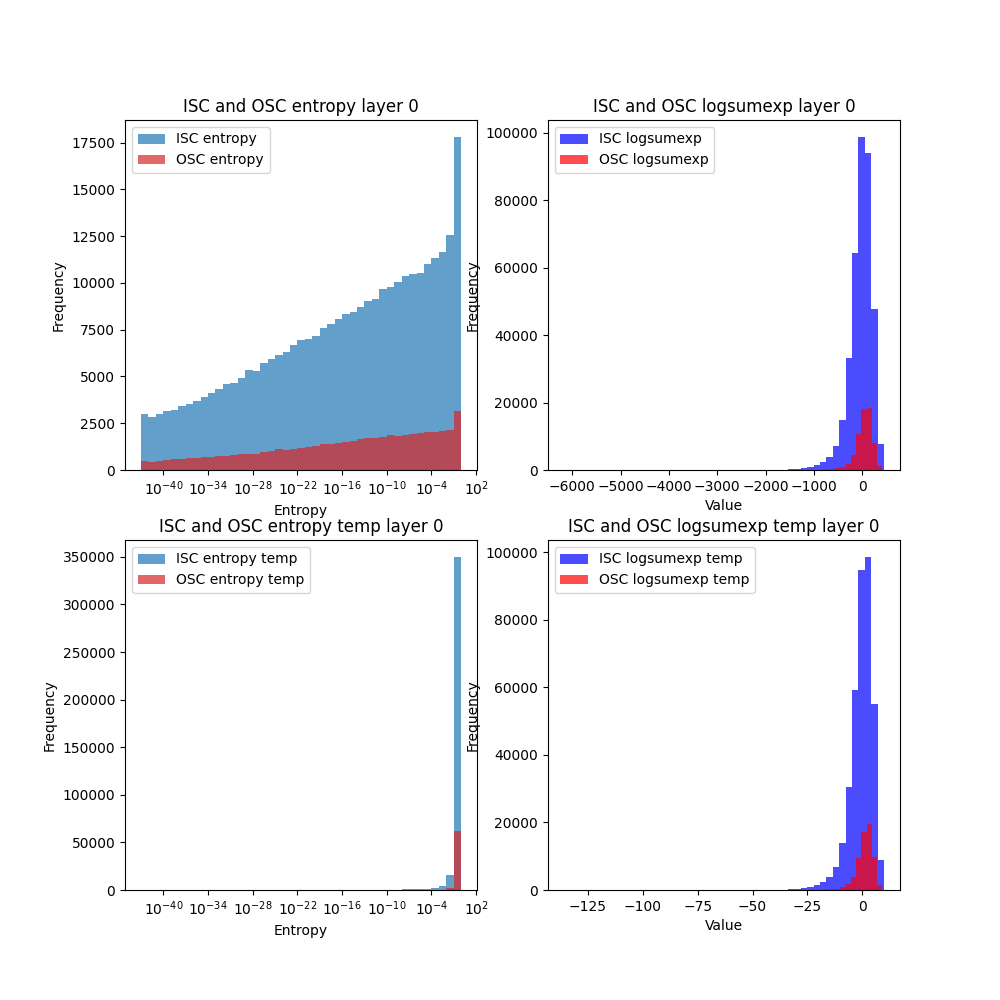 ISC and OSC entropy layer 0
ISC entropy
OSC entropy
17500
15000
12500
10000
7500
5000
2500
0
Frequency
10⁻⁴⁰ 10⁻³⁴ 10⁻²⁸ 10⁻²² 10⁻¹⁶ 10⁻¹⁰ 10⁻⁴ 10²
Entropy
ISC and OSC logsumexp layer 0
ISC logsumexp
OSC logsumexp
100000
80000
60000
40000
20000
0
Frequency
−6000 −5000 −4000 −3000 −2000 −1000 0
Value
ISC and OSC entropy temp layer 0
ISC entropy temp
OSC entropy temp
350000
300000
250000
200000
150000
100000
50000
0
Frequency
10⁻⁴⁰ 10⁻³⁴ 10⁻²⁸ 10⁻²² 10⁻¹⁶ 10⁻¹⁰ 10⁻⁴ 10²
Entropy
ISC and OSC logsumexp temp layer 0
ISC logsumexp temp
OSC logsumexp temp
100000
80000
60000
40000
20000
0
Frequency
−125 −100 −75 −50 −25 0
Value